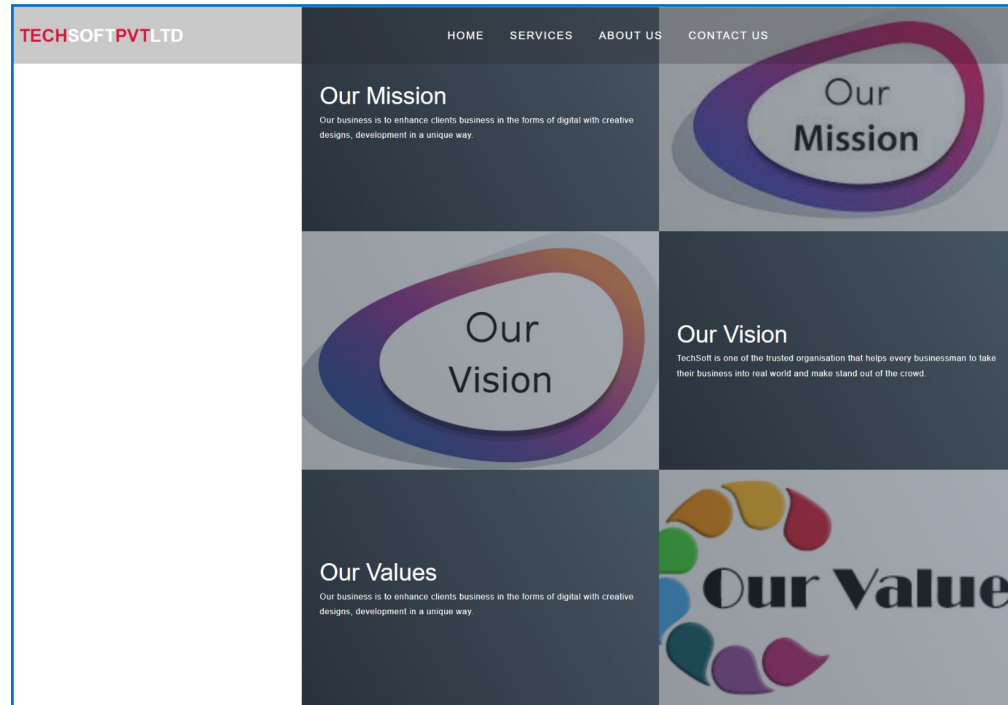 TECHSOFTPVTLTD
HOME SERVICES ABOUT US CONTACT US
Our Mission
Our business is to enhance clients business in the forms of digital with creative
designs, development in a unique way.
Our
Mission
Our
Vision
Our Vision
TechSoft is one of the trusted organisation that helps every businessman to take
their business into real world and make stand out of the crowd.
Our Values
Our business is to enhance clients business in the forms of digital with creative
designs, development in a unique way.
Our Value